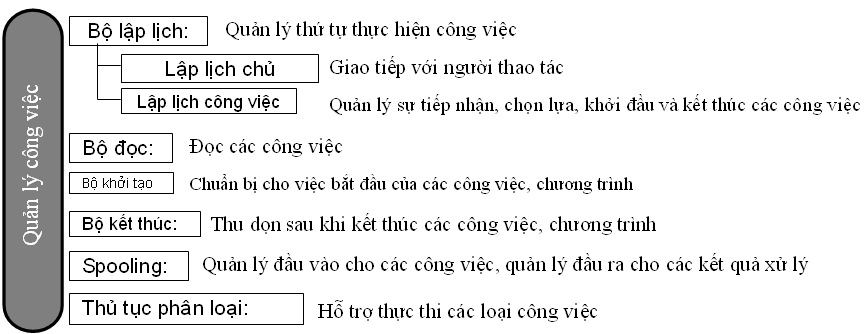 Quản lý công việc
Bộ lập lịch: Quản lý thứ tự thực hiện công việc
Lập lịch chủ Giao tiếp với người thao tác
Lập lịch công việc Quản lý sự tiếp nhận, chọn lựa, khởi đầu và kết thúc các công việc
Bộ đọc: Đọc các công việc
Bộ khởi tạo Chuẩn bị cho việc bắt đầu của các công việc, chương trình
Bộ kết thúc: Thu dọn sau khi kết thúc các công việc, chương trình
Spooling: Quản lý đầu vào cho các công việc, quản lý đầu ra cho các kết quả xử lý
Thủ tục phân loại: Hỗ trợ thực thi các loại công việc